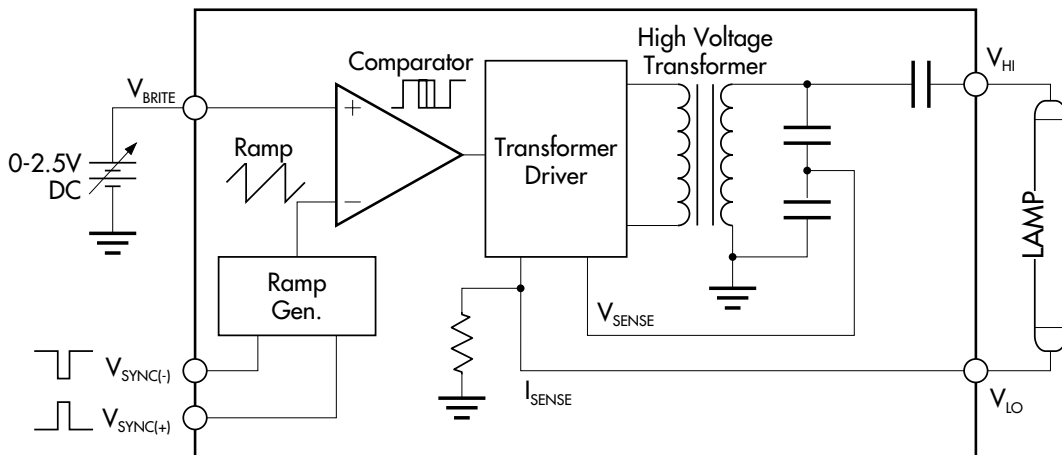 High Voltage
Transformer
Comparator
V_HI
V_BRITE
+
Ramp
0-2.5V
DC
Transformer
Driver
−
LAMP
Ramp
Gen.
V_SENSE
V_SYNC(-)
I_SENSE
V_LO
V_SYNC(+)